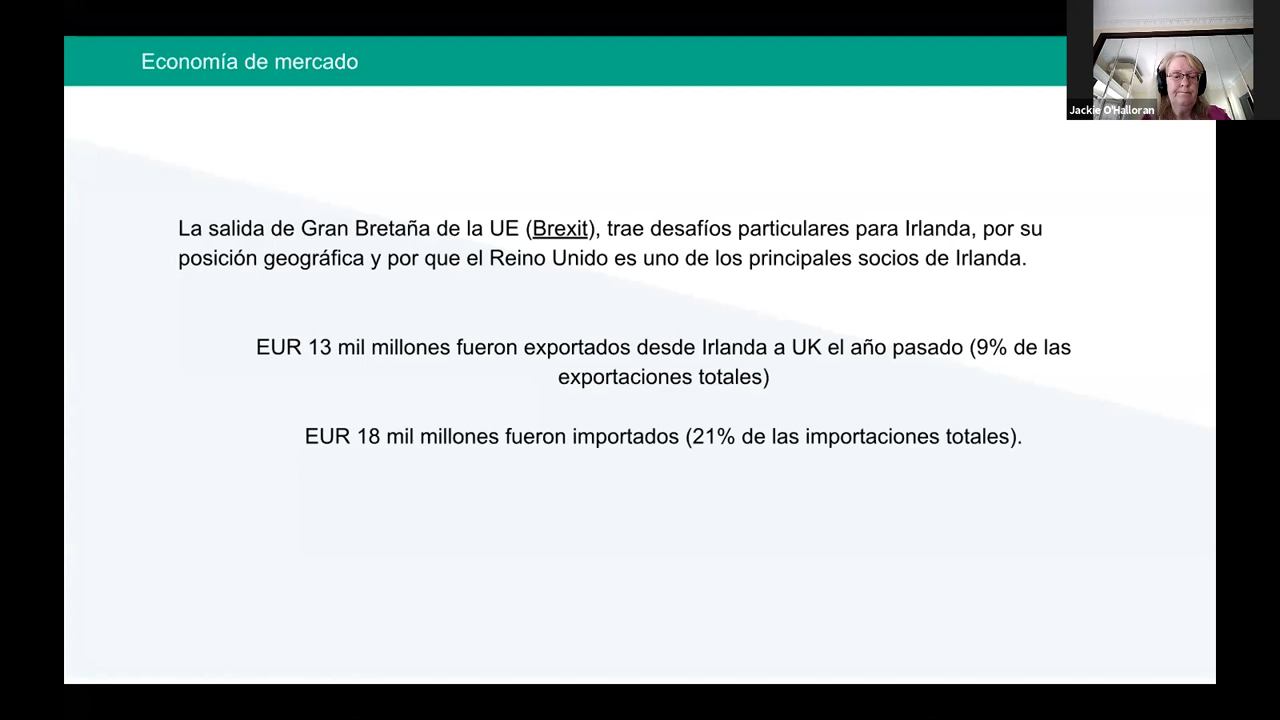 Economía de mercado
Jackie O'Halloran
La salida de Gran Bretaña de la UE (Brexit), trae desafíos particulares para Irlanda, por su
posición geográfica y por que el Reino Unido es uno de los principales socios de Irlanda.
EUR 13 mil millones fueron exportados desde Irlanda a UK el año pasado (9% de las
exportaciones totales)
EUR 18 mil millones fueron importados (21% de las importaciones totales).